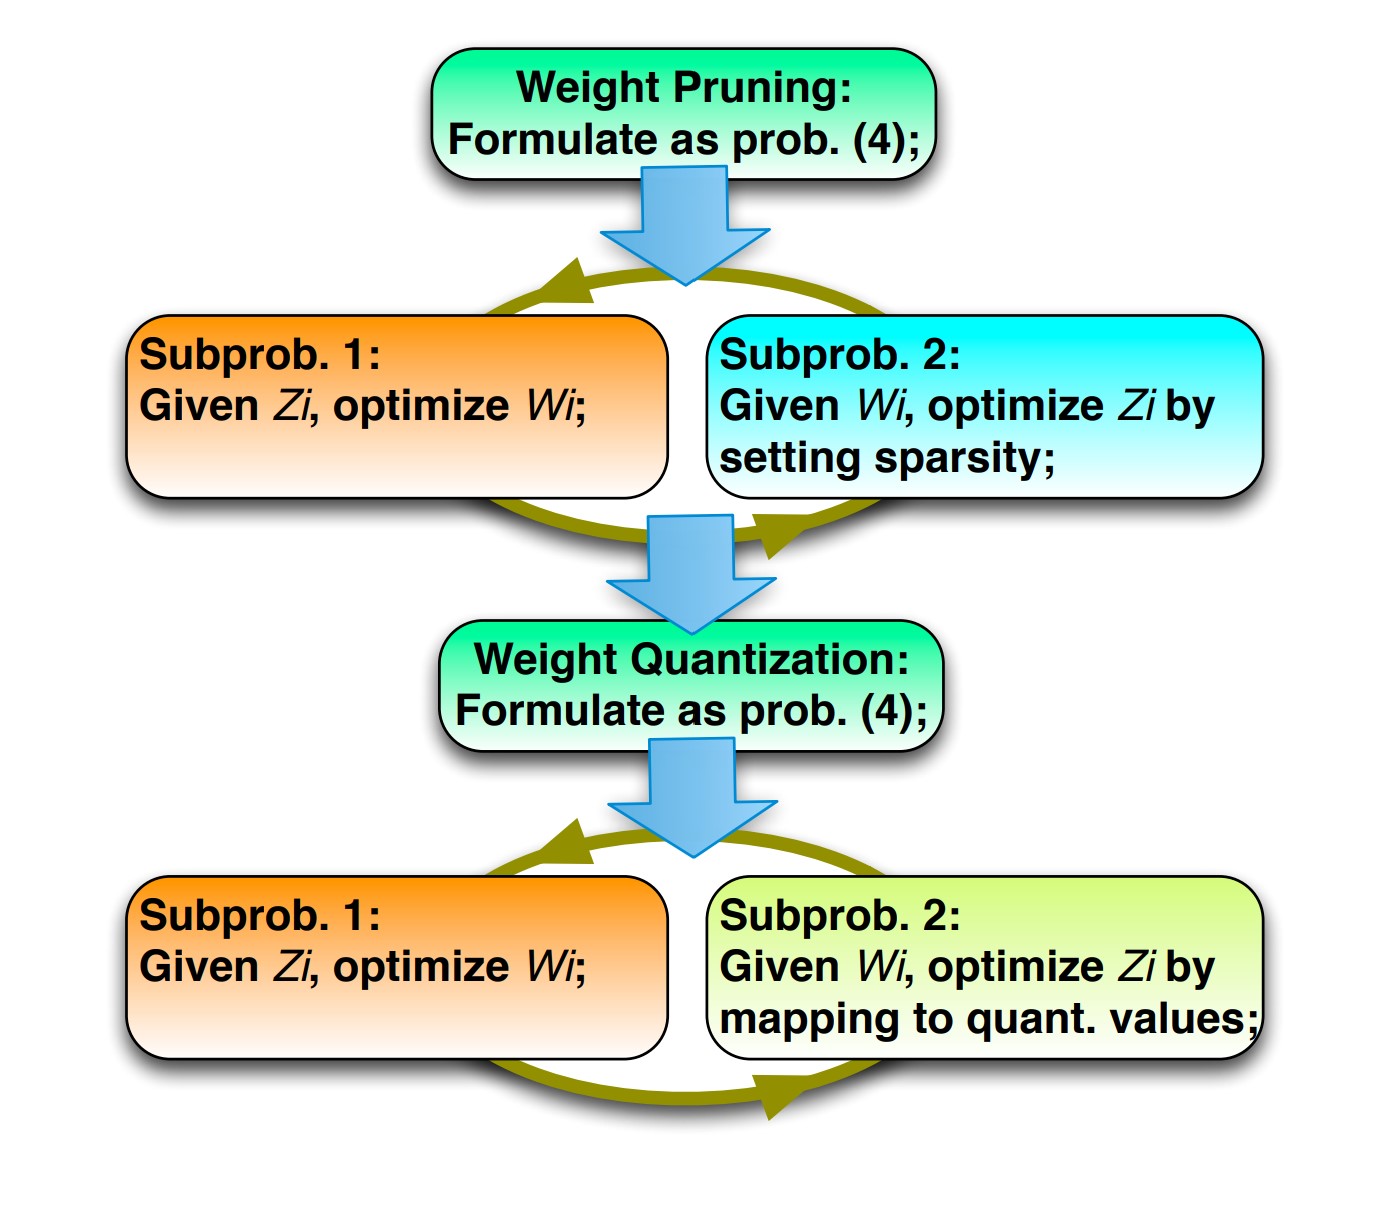 Weight Pruning:
Formulate as prob. (4);
Subprob. 1:
Given Zi, optimize Wi;
Subprob. 2:
Given Wi, optimize Zi by
setting sparsity;
Weight Quantization:
Formulate as prob. (4);
Subprob. 1:
Given Zi, optimize Wi;
Subprob. 2:
Given Wi, optimize Zi by
mapping to quant. values;